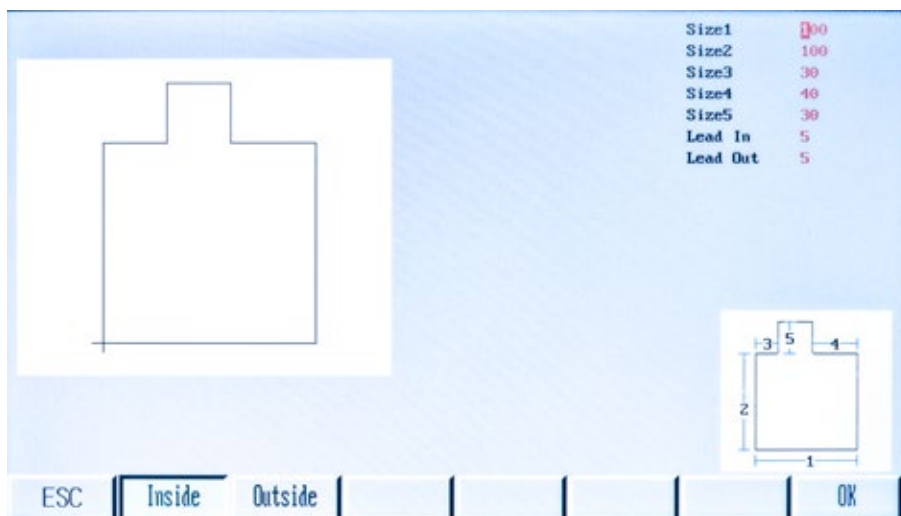 Size1 100
Size2 100
Size3 30
Size4 40
Size5 30
Lead In 5
Lead Out 5
3 5 4
2
1
ESC Inside Outside OK